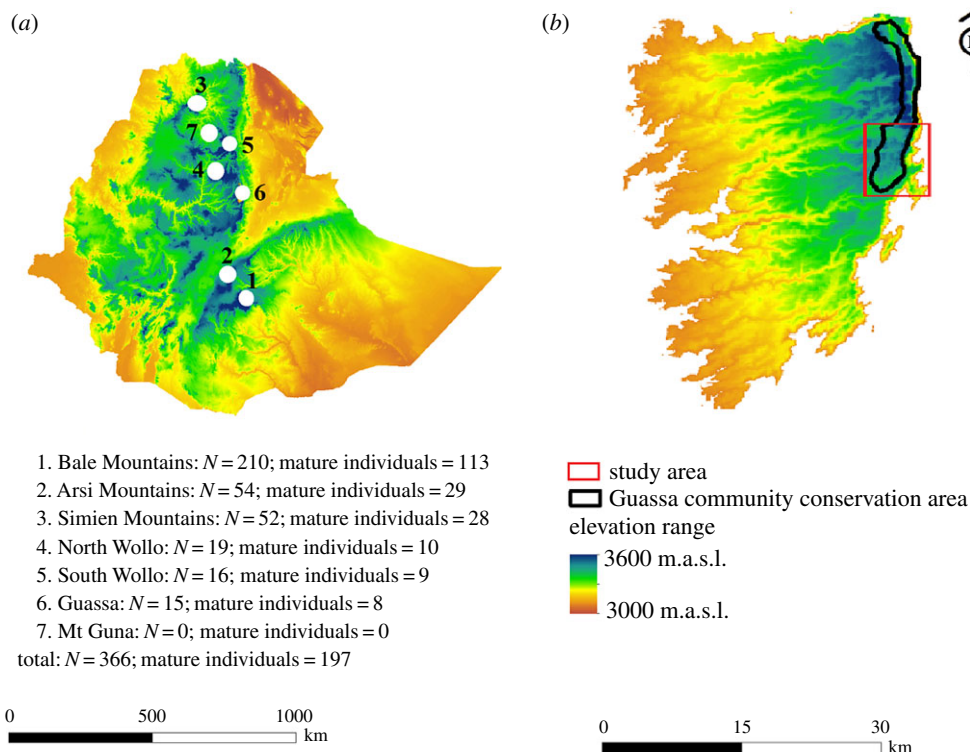 (a)
3
7
5
4
6
2
1
1. Bale Mountains: N = 210; mature individuals = 113
2. Arsi Mountains: N = 54; mature individuals = 29
3. Simien Mountains: N = 52; mature individuals = 28
4. North Wollo: N = 19; mature individuals = 10
5. South Wollo: N = 16; mature individuals = 9
6. Guassa: N = 15; mature individuals = 8
7. Mt Guna: N = 0; mature individuals = 0
total: N = 366; mature individuals = 197
0 500 1000
km
(b)
study area
Guassa community conservation area
elevation range
3600 m.a.s.l.
3000 m.a.s.l.
0 15 30
km